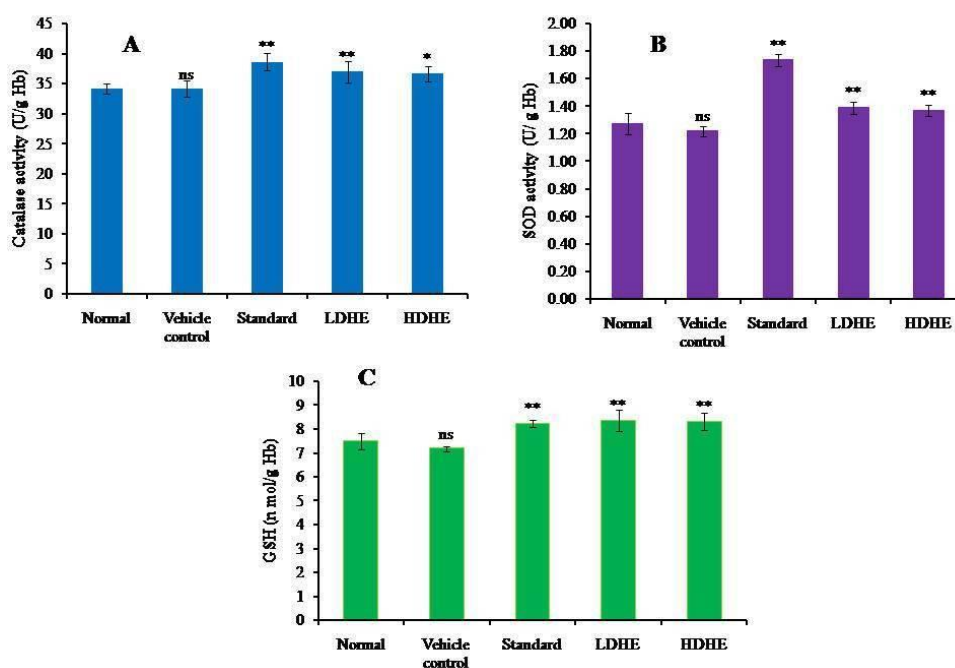 A
Catalase activity (U/g Hb)
45
40
35
30
25
20
15
10
5
0
ns
**
**
*
Normal
Vehicle
control
Standard
LDHE
HDHE
B
SOD activity (U/ g Hb)
2.00
1.80
1.60
1.40
1.20
1.00
0.80
0.60
0.40
0.20
0.00
ns
**
**
**
Normal
Vehicle
control
Standard
LDHE
HDHE
C
GSH (n mol/g Hb)
10
9
8
7
6
5
4
3
2
1
0
ns
**
**
**
Normal
Vehicle
control
Standard
LDHE
HDHE